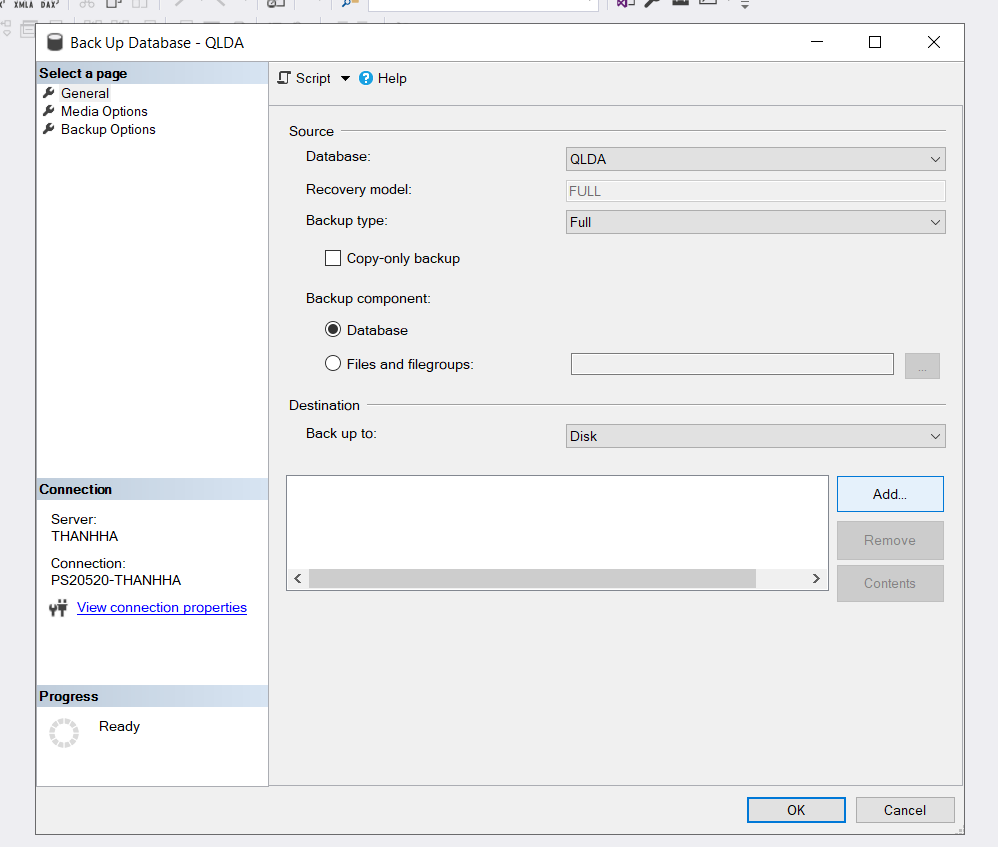 XMLA DAX
Back Up Database - QLDA
Select a page
General
Media Options
Backup Options
Script
Help
Source
Database:
QLDA
Recovery model:
FULL
Backup type:
Full
Copy-only backup
Backup component:
Database
Files and filegroups:
...
Destination
Back up to:
Disk
Add...
Remove
Contents
Connection
Server:
THANHHA
Connection:
PS20520-THANHHA
View connection properties
Progress
Ready
OK
Cancel